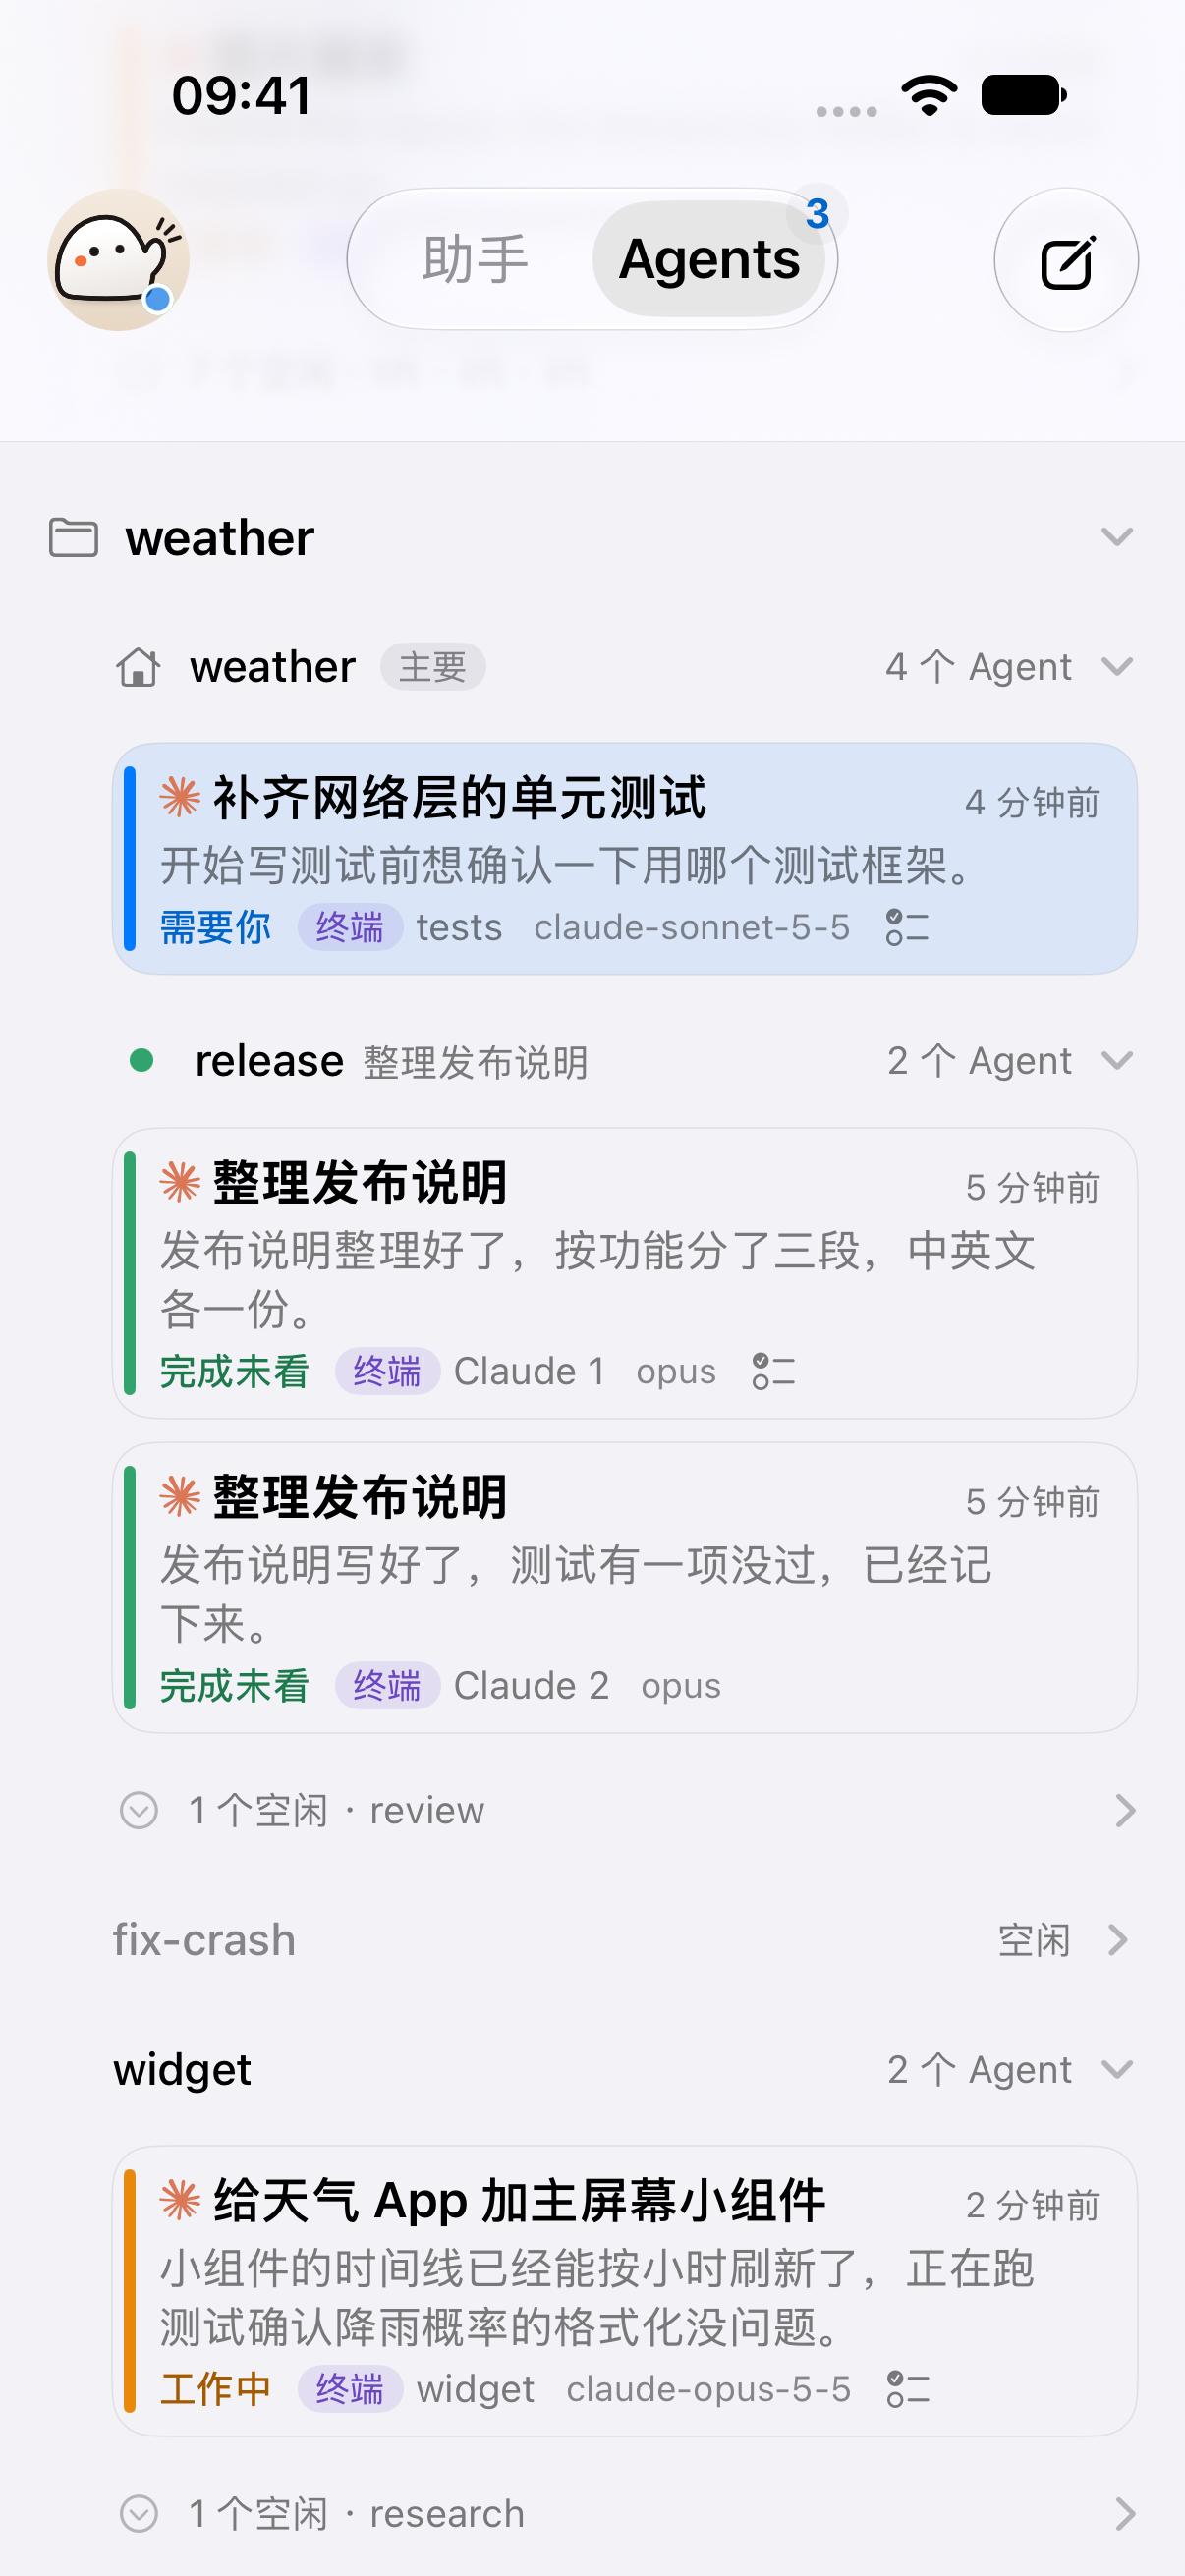 09:41
助手
Agents
3
7 个空闲
weather
weather 主要 4 个 Agent
补齐网络层的单元测试 4 分钟前
开始写测试前想确认一下用哪个测试框架。
需要你 终端 tests claude-sonnet-5-5
release 整理发布说明 2 个 Agent
整理发布说明 5 分钟前
发布说明整理好了，按功能分了三段，中英文
各一份。
完成未看 终端 Claude 1 opus
整理发布说明 5 分钟前
发布说明写好了，测试有一项没过，已经记
下来。
完成未看 终端 Claude 2 opus
1 个空闲 · review
fix-crash 空闲
widget 2 个 Agent
给天气 App 加主屏幕小组件 2 分钟前
小组件的时间线已经能按小时刷新了，正在跑
测试确认降雨概率的格式化没问题。
工作中 终端 widget claude-opus-5-5
1 个空闲 · research